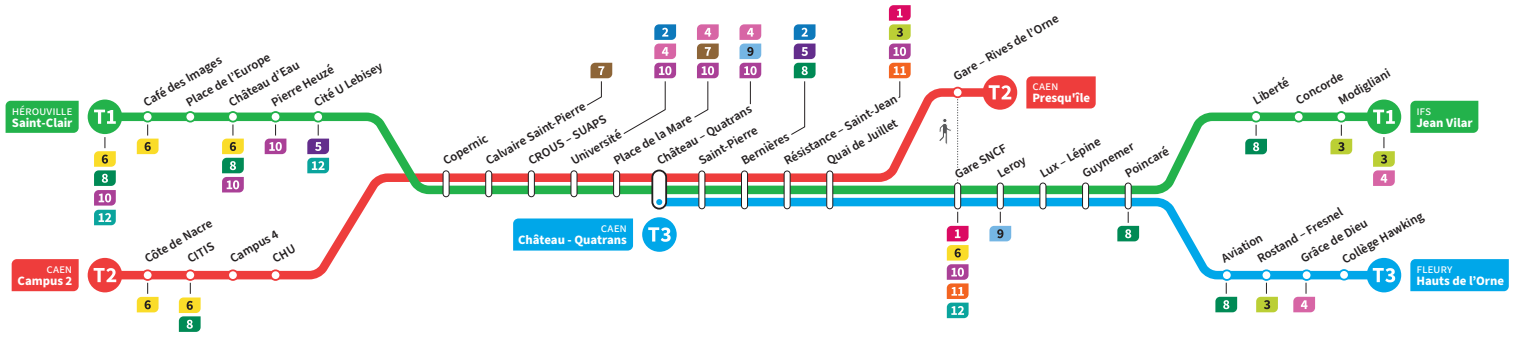 HÉROUVILLE
Saint-Clair
T1
6
8
10
12
Café des Images
6
Place de l'Europe
Château d'Eau
6
8
10
Pierre Heuzé
10
Cité U Lebisey
5
12
CAEN
Campus 2
T2
Côte de Nacre
6
CITIS
6
8
Campus 4
CHU
Copernic
Calvaire Saint-Pierre
7
CROUS – SUAPS
Université
2
4
10
Place de la Mare
4
7
10
Château – Quatrans
4
9
10
CAEN
Château - Quatrans
T3
Saint-Pierre
Bernières
2
5
8
Résistance – Saint-Jean
1
3
10
11
Quai de Juillet
Gare – Rives de l'Orne
T2
CAEN
Presqu'île
Gare SNCF
1
6
10
11
12
Leroy
9
Lux – Lépine
Guynemer
Poincaré
8
Liberté
8
Concorde
Modigliani
3
T1
3
4
IFS
Jean Vilar
Aviation
8
Rostand – Fresnel
3
Grâce de Dieu
4
Collège Hawking
T3
FLEURY
Hauts de l'Orne